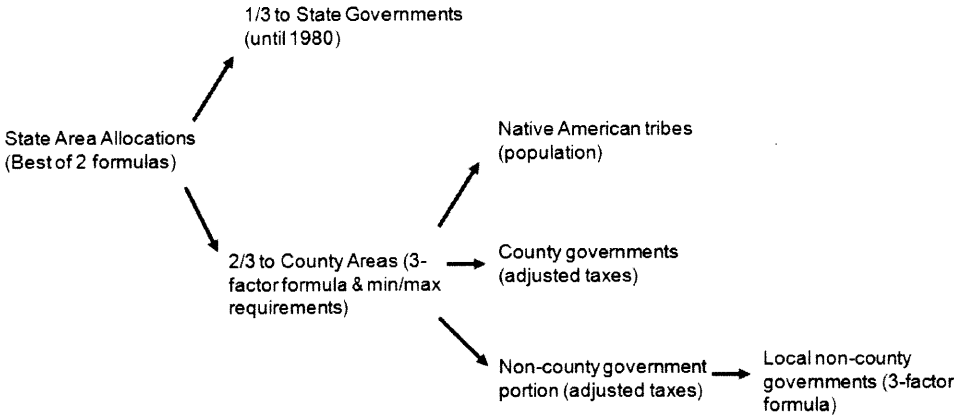 1/3 to State Governments
(until 1980)
State Area Allocations
(Best of 2 formulas)
Native American tribes
(population)
2/3 to County Areas (3-
factor formula & min/max
requirements)
County governments
(adjusted taxes)
Non-county government
portion (adjusted taxes)
Local non-county
governments (3-factor
formula)